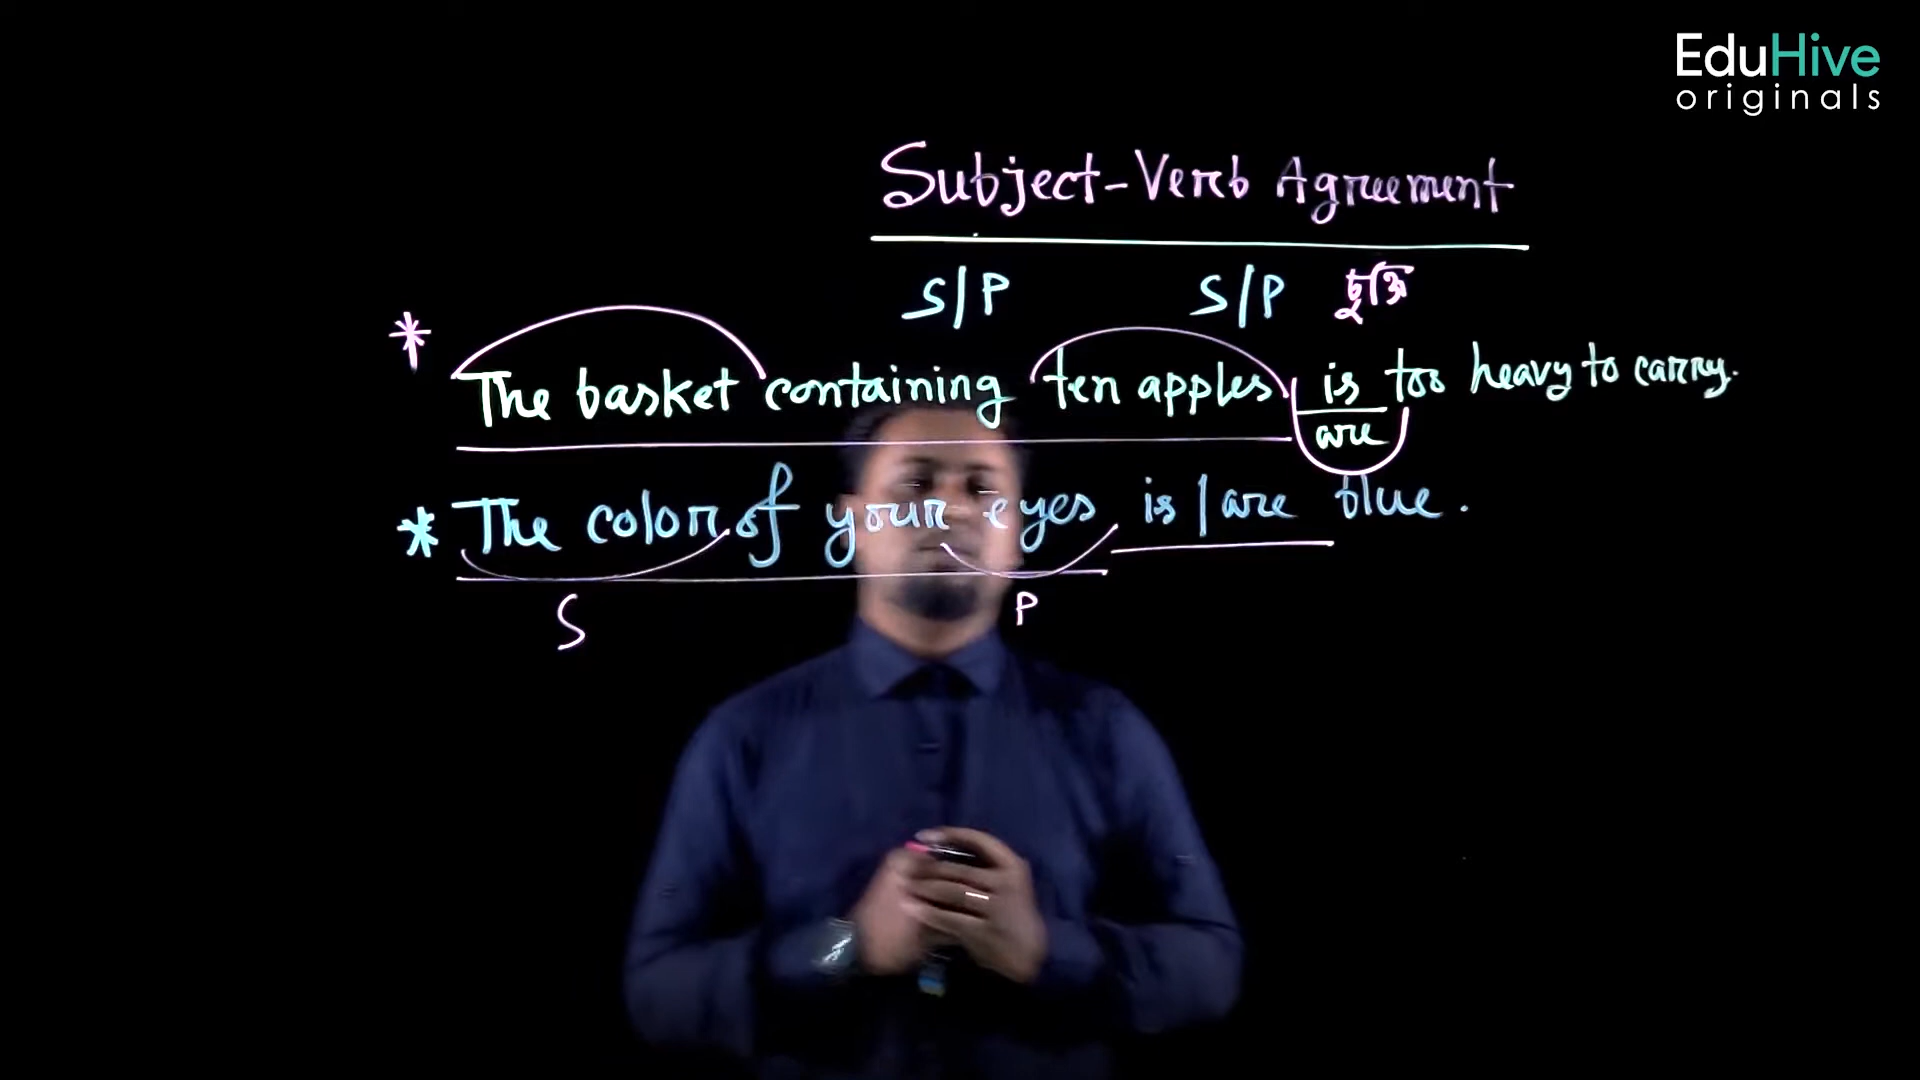 EduHive
originals
Subject-Verb Agreement
S/P S/P
* The basket containing ten apples is too heavy to carry.
are
* The color of your eyes is/are blue.
S P